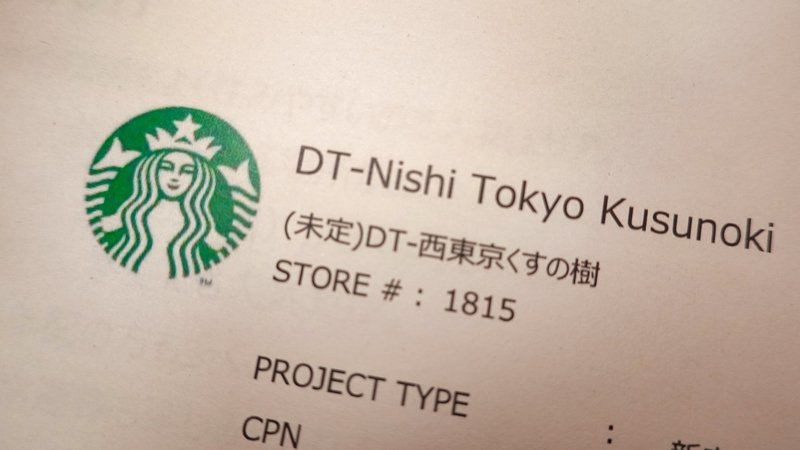 DT-Nishi Tokyo Kusunoki
(未定)DT-西東京くすの樹
STORE # : 1815
PROJECT TYPE
CPN :
TM